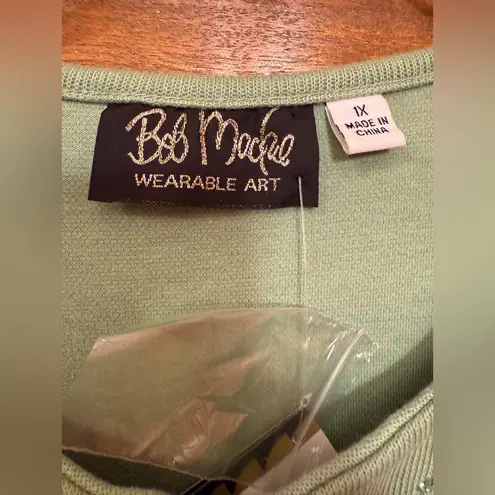 Bob Mackie
WEARABLE ART
1X
MADE IN
CHINA